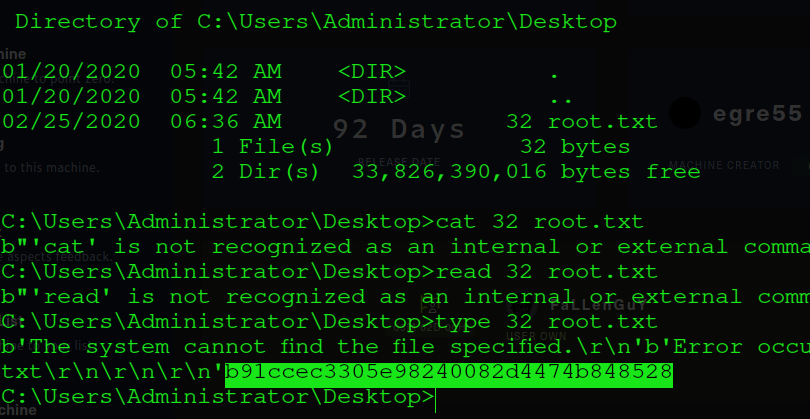 Directory of C:\Users\Administrator\Desktop
01/20/2020 05:42 AM <DIR> .
01/20/2020 05:42 AM <DIR> ..
02/25/2020 06:36 AM 32 root.txt
1 File(s) 32 bytes
2 Dir(s) 33,826,390,016 bytes free
C:\Users\Administrator\Desktop>cat 32 root.txt
b"'cat' is not recognized as an internal or external comma
C:\Users\Administrator\Desktop>read 32 root.txt
b"'read' is not recognized as an internal or external comm
C:\Users\Administrator\Desktop>type 32 root.txt
b'The system cannot find the file specified.\r\n'b'Error occu
txt\r\n\r\n\r\n'b91ccec3305e98240082d4474b848528
C:\Users\Administrator\Desktop>
92 Days
RELEASE DATE
egre55
MACHINE CREATOR
to this machine.
aspects feedback.
FaLLenGuY
USER OWN